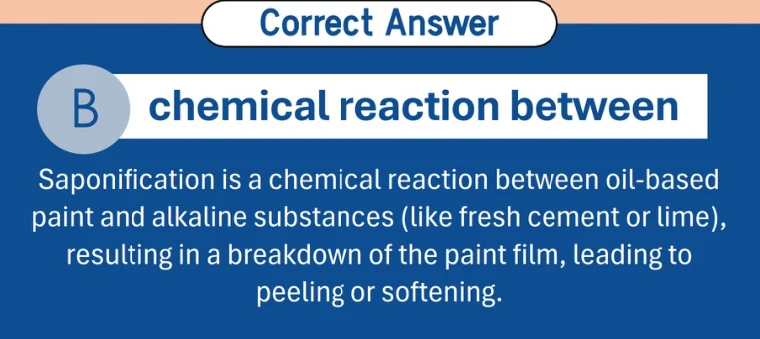 Correct Answer
B
chemical reaction between
Saponification is a chemical reaction between oil-based
paint and alkaline substances (like fresh cement or lime),
resulting in a breakdown of the paint film, leading to
peeling or softening.